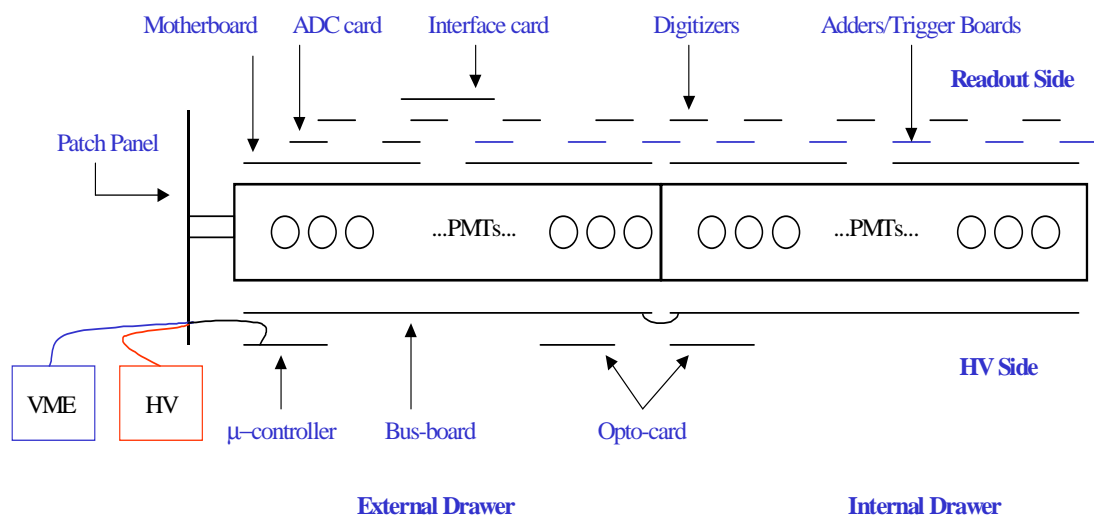 Motherboard ADC card Interface card Digitizers Adders/Trigger Boards
Readout Side
Patch Panel
...PMTs... ...PMTs...
VME HV
HV Side
μ−controller Bus-board Opto-card
External Drawer Internal Drawer